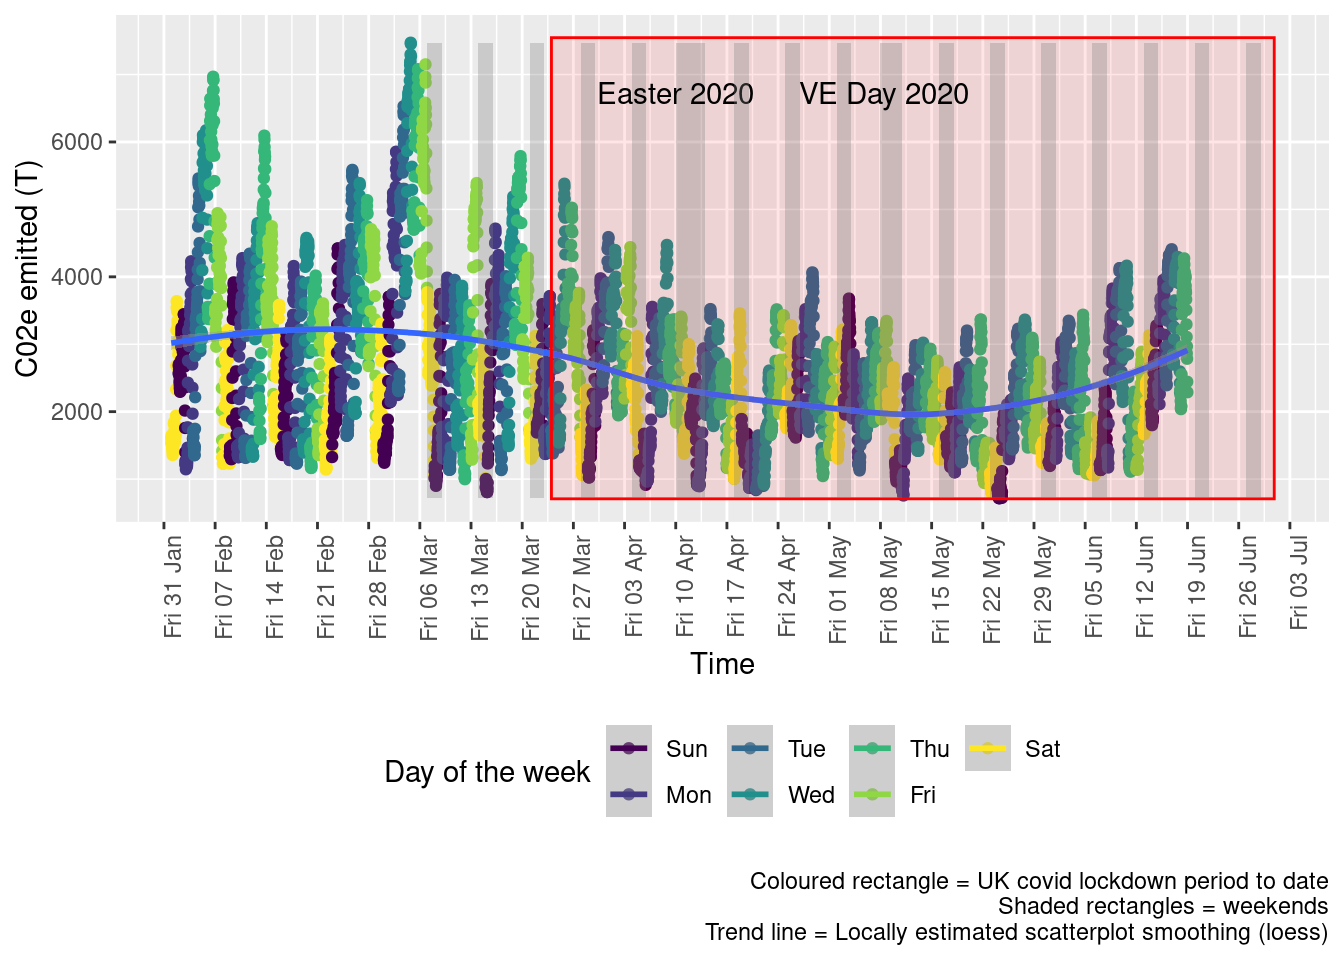 Easter 2020 VE Day 2020
6000
4000
2000
C02e emitted (T)
Fri 31 Jan
Fri 07 Feb
Fri 14 Feb
Fri 21 Feb
Fri 28 Feb
Fri 06 Mar
Fri 13 Mar
Fri 20 Mar
Fri 27 Mar
Fri 03 Apr
Fri 10 Apr
Fri 17 Apr
Fri 24 Apr
Fri 01 May
Fri 08 May
Fri 15 May
Fri 22 May
Fri 29 May
Fri 05 Jun
Fri 12 Jun
Fri 19 Jun
Fri 26 Jun
Fri 03 Jul
Time
Day of the week
Sun Tue Thu Sat
Mon Wed Fri
Coloured rectangle = UK covid lockdown period to date
Shaded rectangles = weekends
Trend line = Locally estimated scatterplot smoothing (loess)